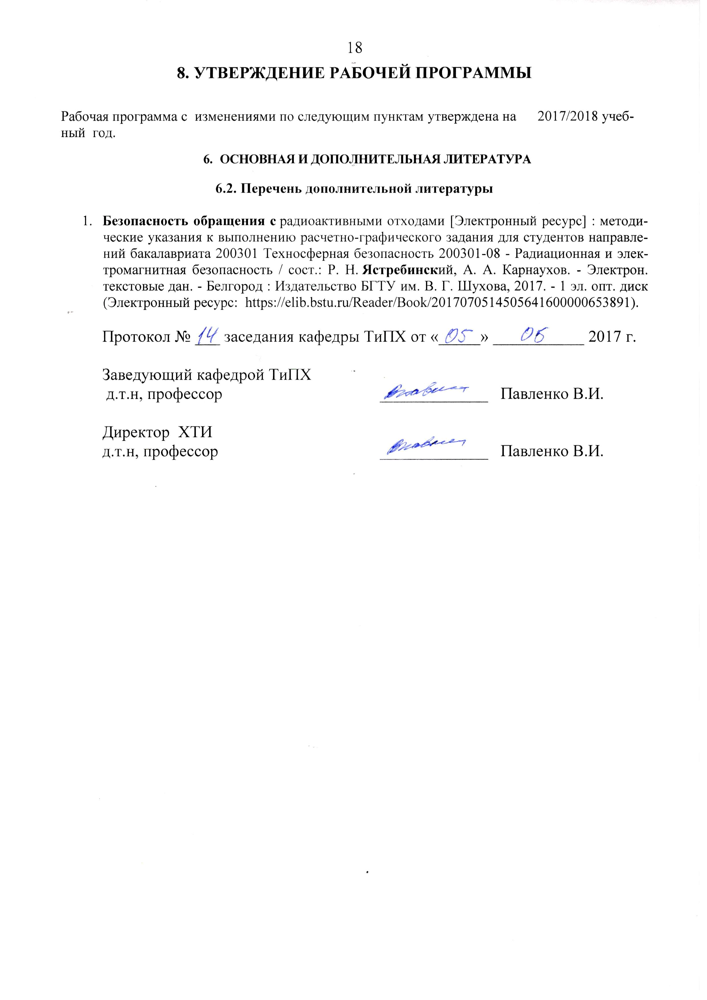 18
8. УТВЕРЖДЕНИЕ РАБОЧЕЙ ПРОГРАММЫ
Рабочая программа с изменениями по следующим пунктам утверждена на 2017/2018 учеб-
ный год.
6. ОСНОВНАЯ И ДОПОЛНИТЕЛЬНАЯ ЛИТЕРАТУРА
6.2. Перечень дополнительной литературы
1. Безопасность обращения с радиоактивными отходами [Электронный ресурс] : методи-
ческие указания к выполнению расчетно-графического задания для студентов направле-
ний бакалавриата 200301 Техносферная безопасность 200301-08 - Радиационная и элек-
тромагнитная безопасность / сост.: Р. Н. Ястребинский, А. А. Карнаухов. - Электрон.
текстовые дан. - Белгород : Издательство БГТУ им. В. Г. Шухова, 2017. - 1 эл. опт. диск
(Электронный ресурс: https://elib.bstu.ru/Reader/Book/2017070514505641600000653891).
Протокол № 14 заседания кафедры ТиПХ от «05» 06 2017 г.
Заведующий кафедрой ТиПХ
д.т.н, профессор Павленко В.И.
Директор ХТИ
д.т.н, профессор Павленко В.И.